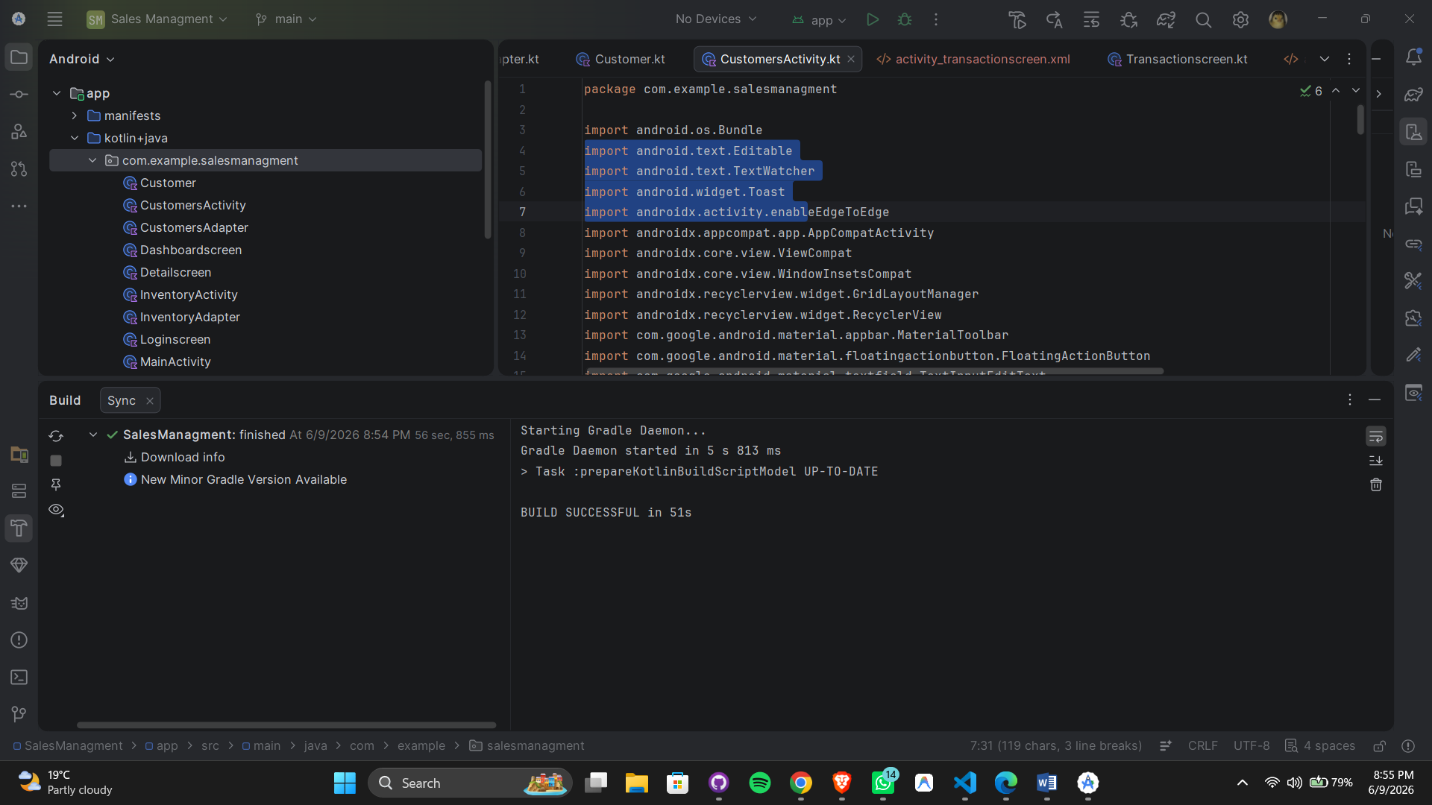 SM Sales Managment main No Devices app
Android
app
manifests
kotlin+java
com.example.salesmanagment
Customer
CustomersActivity
CustomersAdapter
Dashboardscreen
Detailscreen
InventoryActivity
InventoryAdapter
Loginscreen
MainActivity
pter.kt Customer.kt CustomersActivity.kt activity_transactionscreen.xml Transactionscreen.kt
6
1 package com.example.salesmanagment
2
3 import android.os.Bundle
4 import android.text.Editable
5 import android.text.TextWatcher
6 import android.widget.Toast
7 import androidx.activity.enableEdgeToEdge
8 import androidx.appcompat.app.AppCompatActivity
9 import androidx.core.view.ViewCompat
10 import androidx.core.view.WindowInsetsCompat
11 import androidx.recyclerview.widget.GridLayoutManager
12 import androidx.recyclerview.widget.RecyclerView
13 import com.google.android.material.appbar.MaterialToolbar
14 import com.google.android.material.floatingactionbutton.FloatingActionButton
15 import com.google.android.material.textfield.TextInputEditText
Build Sync
SalesManagment: finished At 6/9/2026 8:54 PM 56 sec, 855 ms
Download info
New Minor Gradle Version Available
Starting Gradle Daemon...
Gradle Daemon started in 5 s 813 ms
> Task :prepareKotlinBuildScriptModel UP-TO-DATE
BUILD SUCCESSFUL in 51s
SalesManagment > app > src > main > java > com > example > salesmanagment 7:31 (119 chars, 3 line breaks) CRLF UTF-8 4 spaces
19°C
Partly cloudy
Search
14
79%
8:55 PM
6/9/2026